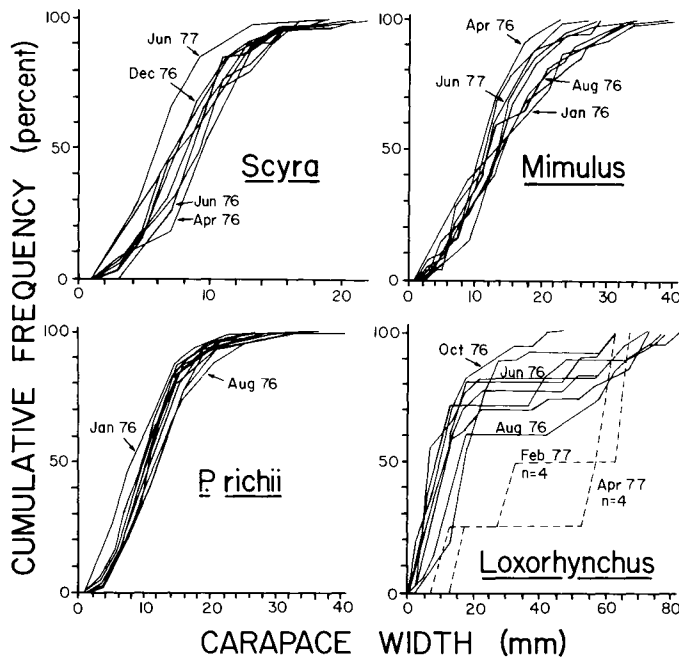 CUMULATIVE FREQUENCY (percent)
100
50
0
Jun 77
Dec 76
Scyra
Jun 76
Apr 76
0
10
20
100
50
0
Apr 76
Jun 77
Aug 76
Jan 76
Mimulus
0
10
20
30
40
100
50
0
Aug 76
Jan 76
P. richii
0
10
20
30
40
100
50
0
Oct 76
Jun 76
Aug 76
Feb 77
n=4
Apr 77
n=4
Loxorhynchus
0
20
40
60
80
CARAPACE WIDTH (mm)